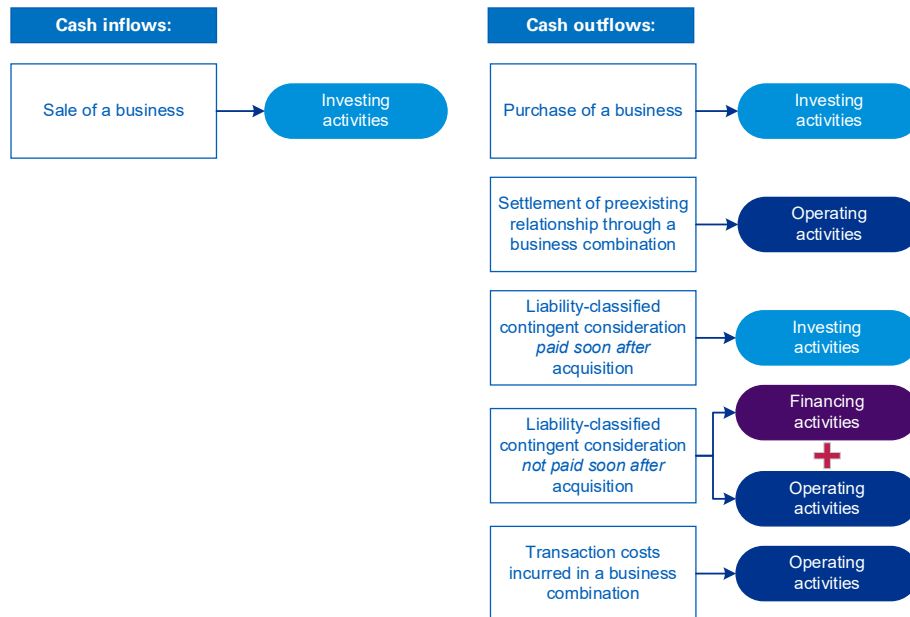 Cash inflows:
Sale of a business
Investing
activities
Cash outflows:
Purchase of a business
Investing
activities
Settlement of preexisting
relationship through a
business combination
Operating
activities
Liability-classified
contingent consideration
paid soon after
acquisition
Investing
activities
Liability-classified
contingent consideration
not paid soon after
acquisition
Financing
activities
+
Operating
activities
Transaction costs
incurred in a business
combination
Operating
activities